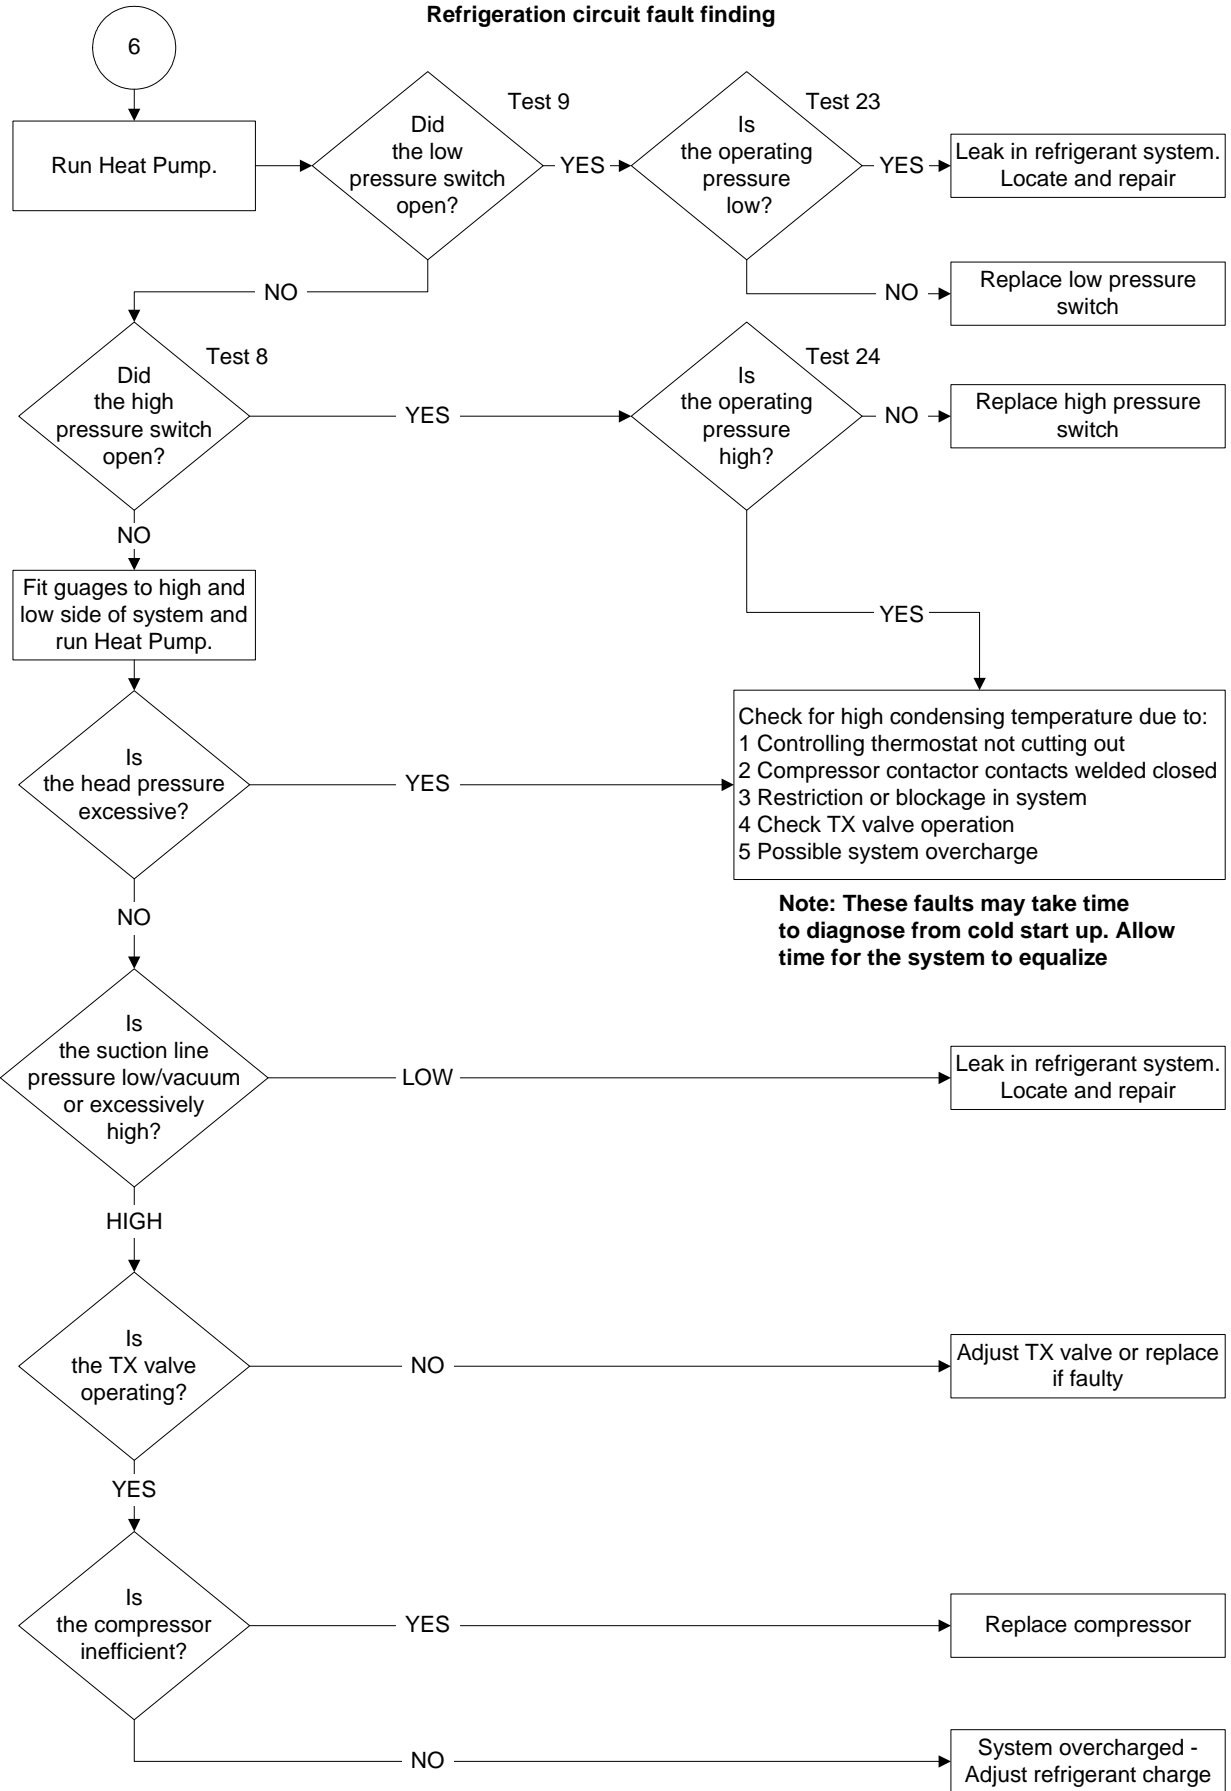 Refrigeration circuit fault finding
6
Run Heat Pump.
Test 9
Did
the low
pressure switch
open?
YES
Test 23
Is
the operating
pressure
low?
YES
Leak in refrigerant system.
Locate and repair
NO
NO
Replace low pressure
switch
Test 8
Did
the high
pressure switch
open?
YES
Test 24
Is
the operating
pressure
high?
NO
Replace high pressure
switch
NO
YES
Fit guages to high and
low side of system and
run Heat Pump.
Is
the head pressure
excessive?
YES
Check for high condensing temperature due to:
1 Controlling thermostat not cutting out
2 Compressor contactor contacts welded closed
3 Restriction or blockage in system
4 Check TX valve operation
5 Possible system overcharge
Note: These faults may take time
to diagnose from cold start up. Allow
time for the system to equalize
NO
Is
the suction line
pressure low/vacuum
or excessively
high?
LOW
Leak in refrigerant system.
Locate and repair
HIGH
Is
the TX valve
operating?
NO
Adjust TX valve or replace
if faulty
YES
Is
the compressor
inefficient?
YES
Replace compressor
NO
System overcharged -
Adjust refrigerant charge